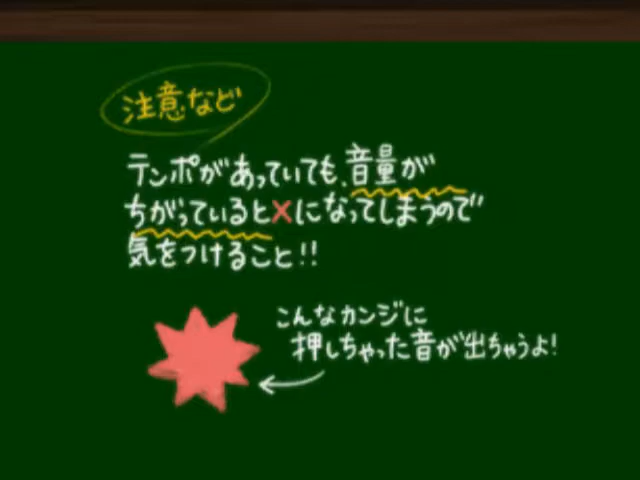 注意など
テンポがあっていても、音量が
ちがっていると×になってしまうので
気をつけること!!
こんなカンジに
押しちゃった音が出ちゃうよ!